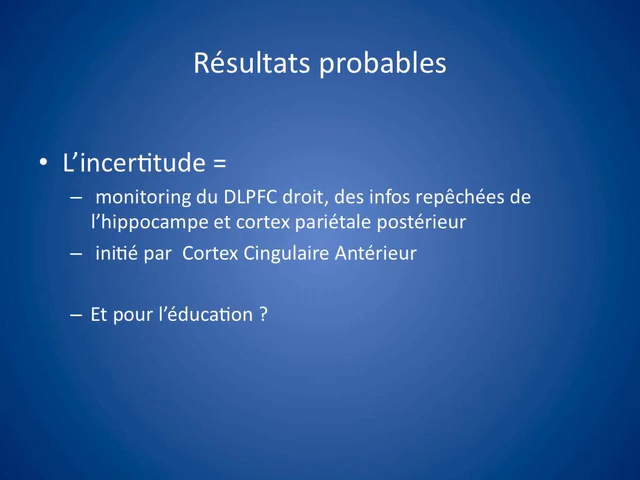 Résultats probables
• L'incertitude =
– monitoring du DLPFC droit, des infos repêchées de
l'hippocampe et cortex pariétale postérieur
– initié par Cortex Cingulaire Antérieur
– Et pour l'éducation ?